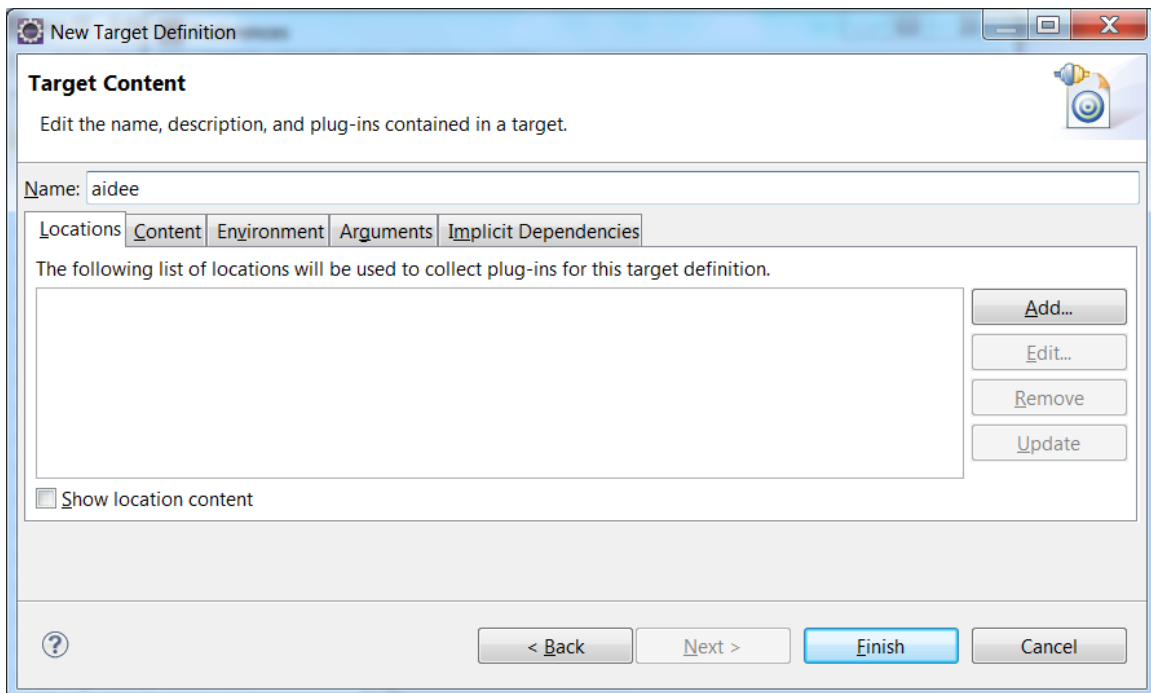 New Target Definition
Target Content
Edit the name, description, and plug-ins contained in a target.
Name: aidee
Locations Content Environment Arguments Implicit Dependencies
The following list of locations will be used to collect plug-ins for this target definition.
Add...
Edit...
Remove
Update
Show location content
? < Back Next > Finish Cancel